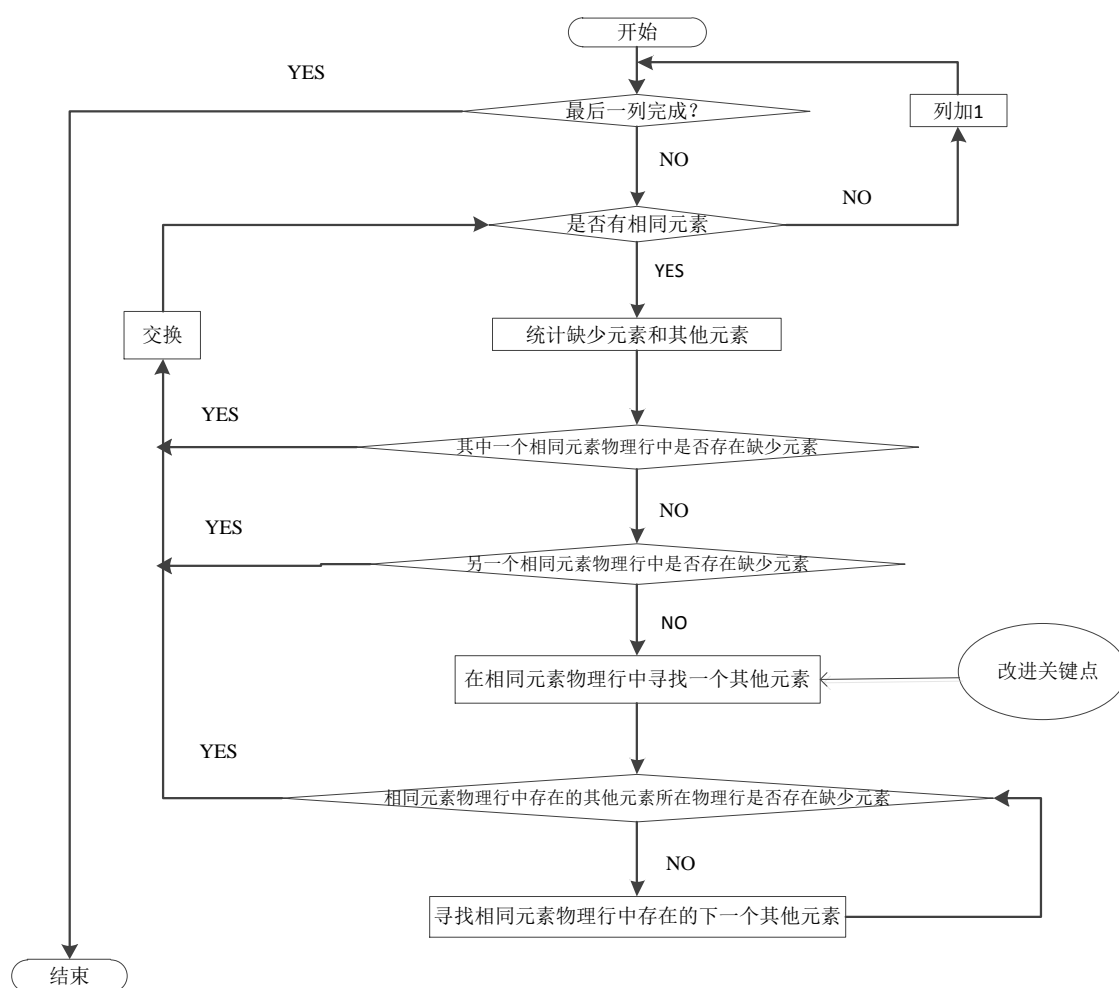 开始
YES
最后一列完成?
列加1
NO
NO
是否有相同元素
YES
交换
统计缺少元素和其他元素
YES
其中一个相同元素物理行中是否存在缺少元素
NO
YES
另一个相同元素物理行中是否存在缺少元素
NO
在相同元素物理行中寻找一个其他元素
改进关键点
YES
相同元素物理行中存在的其他元素所在物理行是否存在缺少元素
NO
寻找相同元素物理行中存在的下一个其他元素
结束